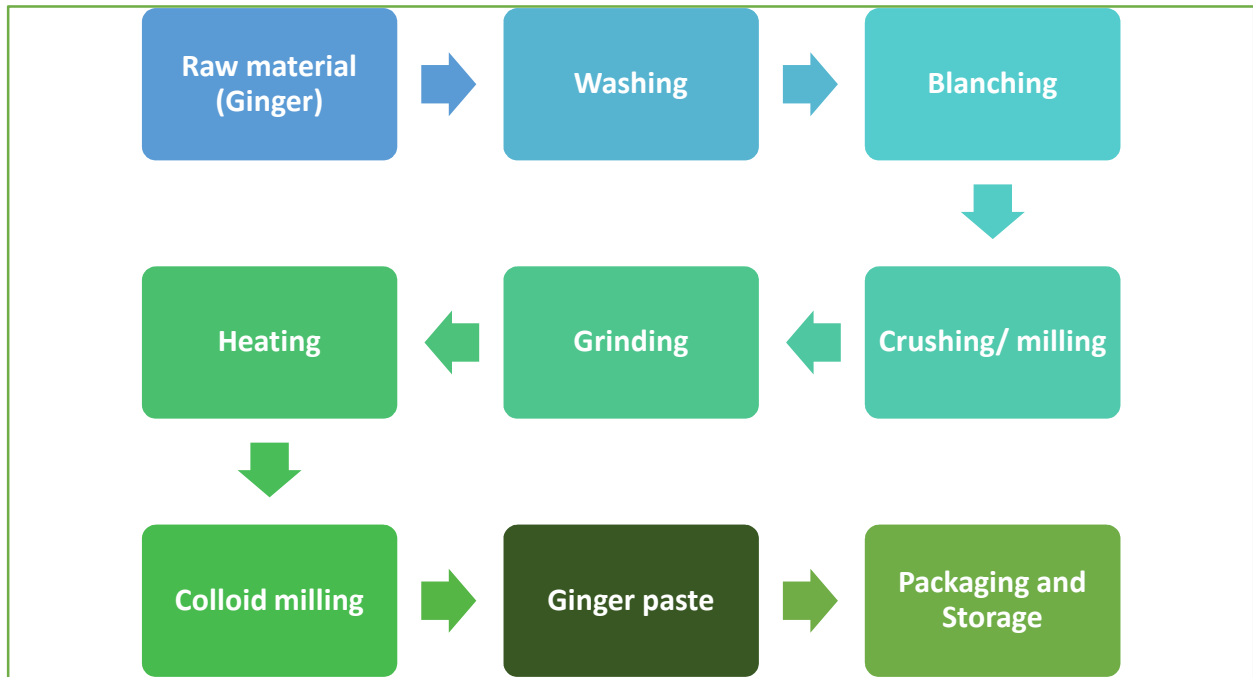 Raw material
(Ginger)
Washing
Blanching
Crushing/ milling
Grinding
Heating
Colloid milling
Ginger paste
Packaging and
Storage